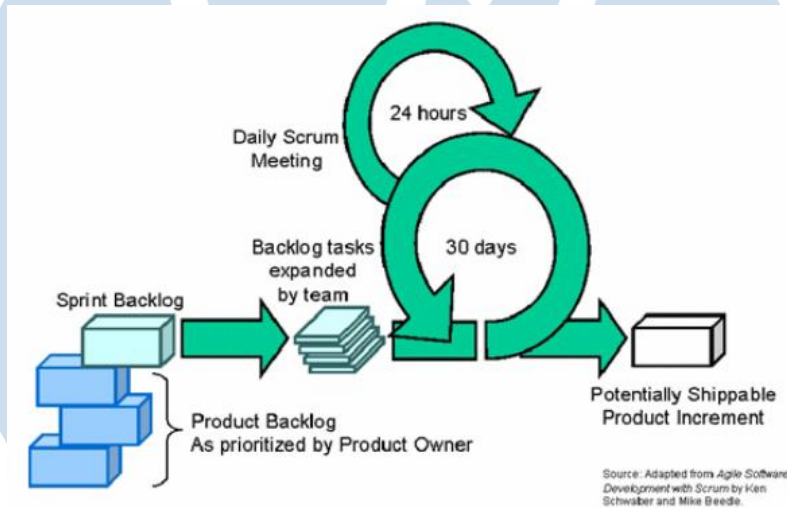 24 hours
Daily Scrum
Meeting
Backlog tasks
expanded
by team
30 days
Sprint Backlog
Potentially Shippable
Product Increment
Product Backlog
As prioritized by Product Owner
Source: Adapted from Agile Software
Development with Scrum by Ken
Schwaber and Mike Beedle.